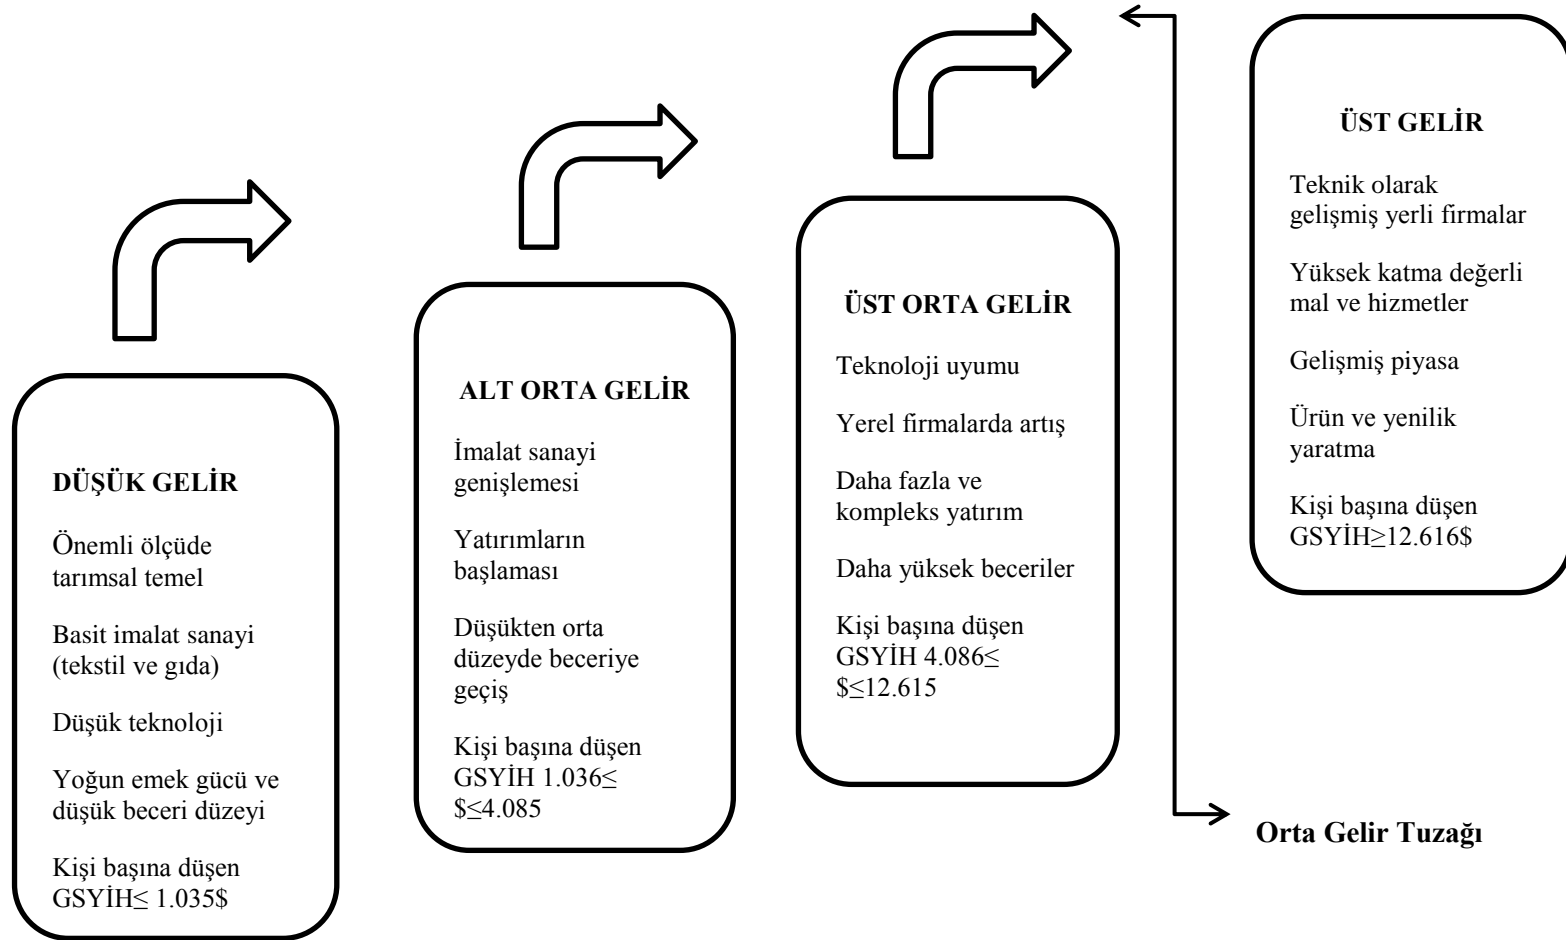 DÜŞÜK GELİR
Önemli ölçüde
tarımsal temel
Basit imalat sanayi
(tekstil ve gıda)
Düşük teknoloji
Yoğun emek gücü ve
düşük beceri düzeyi
Kişi başına düşen
GSYİH≤ 1.035$
ALT ORTA GELİR
İmalat sanayi
genişlemesi
Yatırımların
başlaması
Düşükten orta
düzeyde beceriye
geçiş
Kişi başına düşen
GSYİH 1.036≤
$≤4.085
ÜST ORTA GELİR
Teknoloji uyumu
Yerel firmalarda artış
Daha fazla ve
kompleks yatırım
Daha yüksek beceriler
Kişi başına düşen
GSYİH 4.086≤
$≤12.615
ÜST GELİR
Teknik olarak
gelişmiş yerli firmalar
Yüksek katma değerli
mal ve hizmetler
Gelişmiş piyasa
Ürün ve yenilik
yaratma
Kişi başına düşen
GSYİH≥12.616$
Orta Gelir Tuzağı